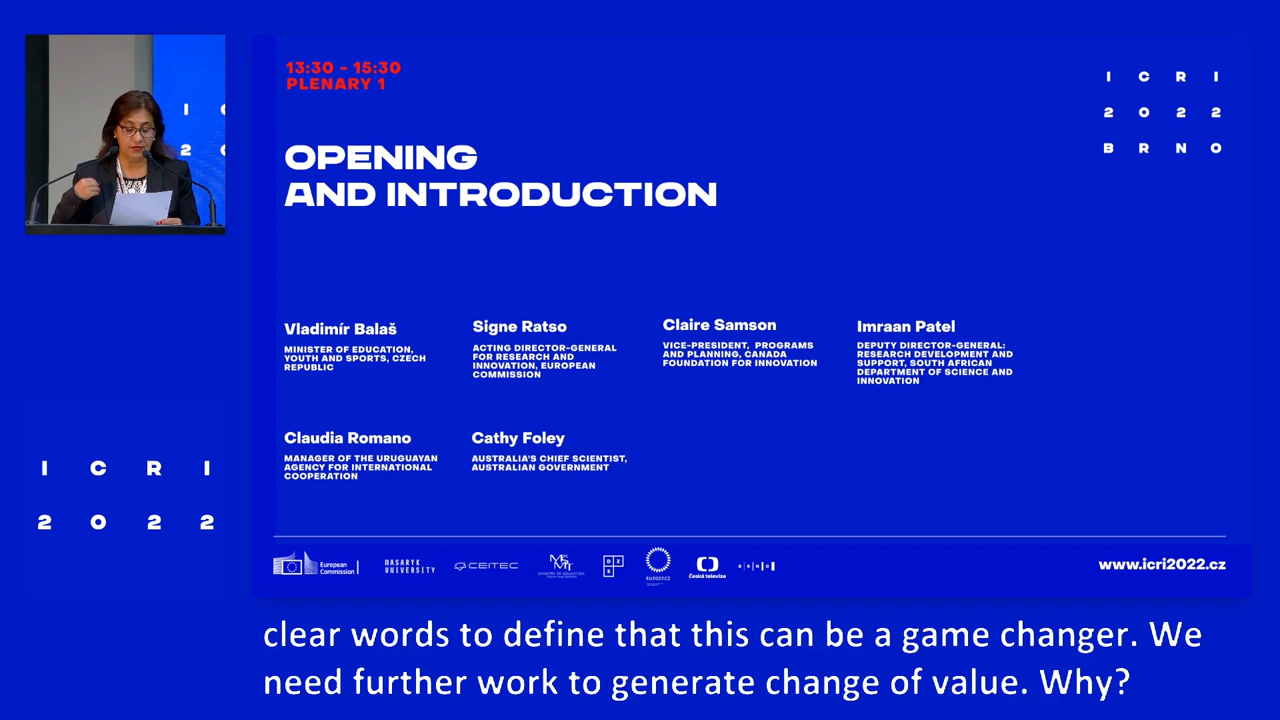 13:30 - 15:30
PLENARY 1
I C R I
2 0 2 2
B R N O
I C
2 0
OPENING
AND INTRODUCTION
Vladimír Balaš
MINISTER OF EDUCATION,
YOUTH AND SPORTS, CZECH
REPUBLIC
Signe Ratso
ACTING DIRECTOR-GENERAL
FOR RESEARCH AND
INNOVATION, EUROPEAN
COMMISSION
Claire Samson
VICE-PRESIDENT, PROGRAMS
AND PLANNING, CANADA
FOUNDATION FOR INNOVATION
Imraan Patel
DEPUTY DIRECTOR-GENERAL:
RESEARCH DEVELOPMENT AND
SUPPORT, SOUTH AFRICAN
DEPARTMENT OF SCIENCE AND
INNOVATION
Claudia Romano
MANAGER OF THE URUGUAYAN
AGENCY FOR INTERNATIONAL
COOPERATION
Cathy Foley
AUSTRALIA'S CHIEF SCIENTIST,
AUSTRALIAN GOVERNMENT
I C R I
2 0 2 2
European
Commission
MASARYK
UNIVERSITY
CEITEC
Česká televize
B R N O
www.icri2022.cz
clear words to define that this can be a game changer. We
need further work to generate change of value. Why?